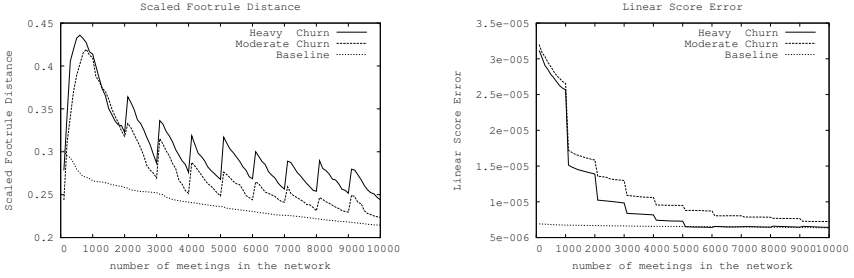 Scaled Footrule Distance
0.45
0.4
0.35
0.3
0.25
0.2
Scaled Footrule Distance
Heavy Churn
Moderate Churn
Baseline
0 1000 2000 3000 4000 5000 6000 7000 8000 9000 10000
number of meetings in the network
Linear Score Error
3.5e-005
2.5e-005
1.5e-005
1e-005
5e-006
Linear Score Error
Heavy Churn
Moderate Churn
Baseline
0 1000 2000 3000 4000 5000 6000 7000 8000 9000 10000
number of meetings in the network